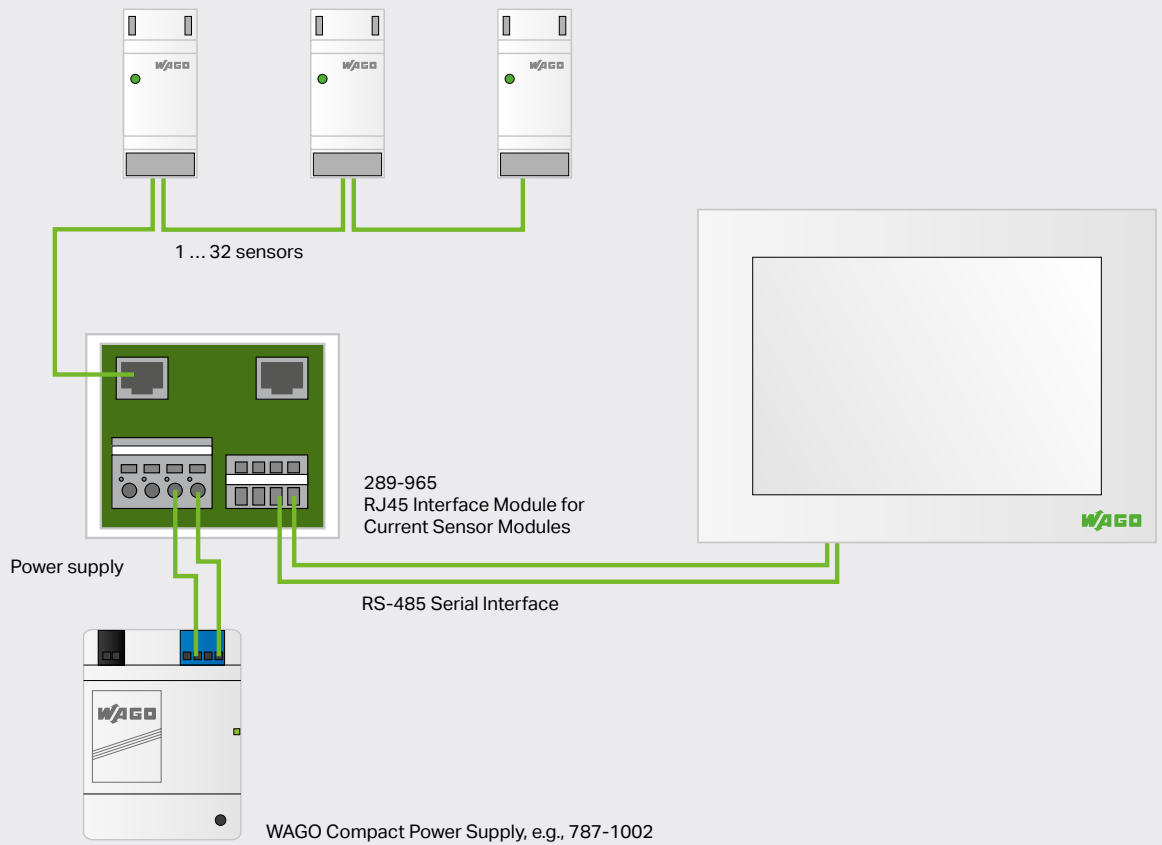 WAGO
WAGO
WAGO
1 … 32 sensors
289-965
RJ45 Interface Module for
Current Sensor Modules
WAGO
Power supply
RS-485 Serial Interface
WAGO
WAGO Compact Power Supply, e.g., 787-1002